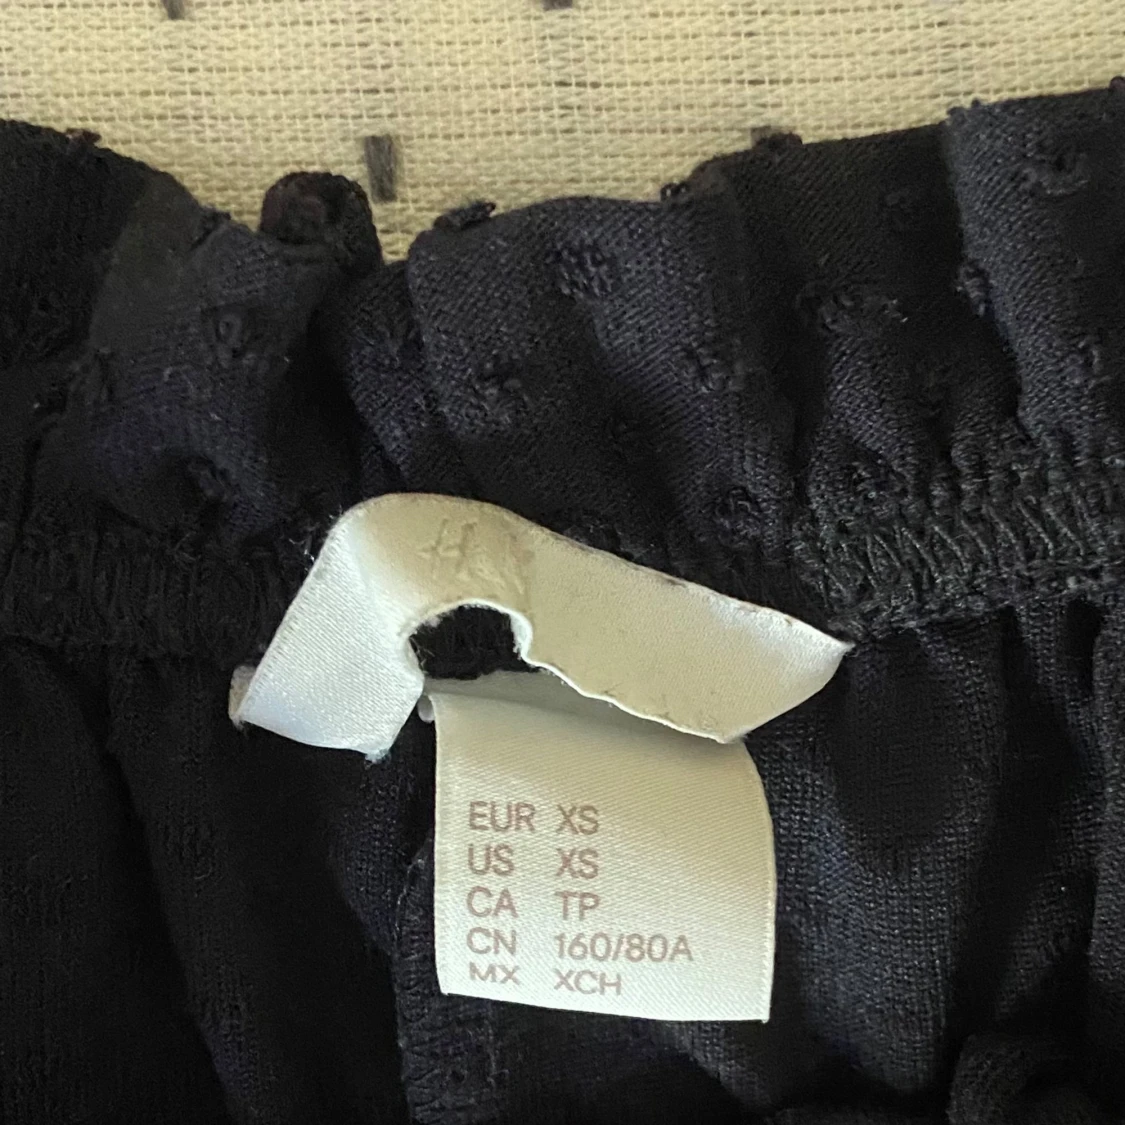 EUR XS
US XS
CA TP
CN 160/80A
MX XCH